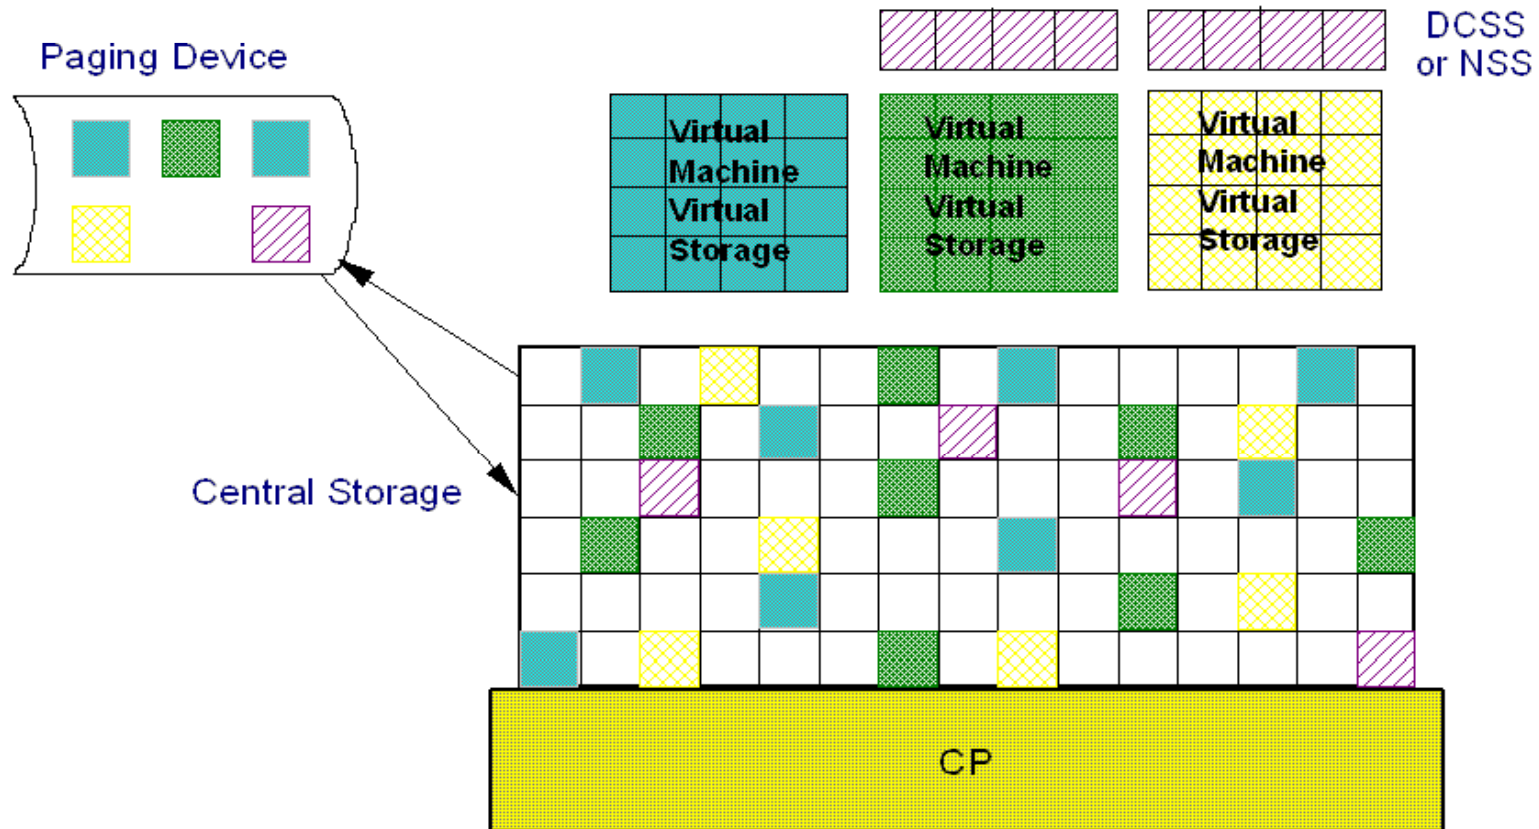 DCSS
or NSS
Paging Device
Virtual
Machine
Virtual
Storage
Virtual
Machine
Virtual
Storage
Virtual
Machine
Virtual
Storage
Central Storage
CP